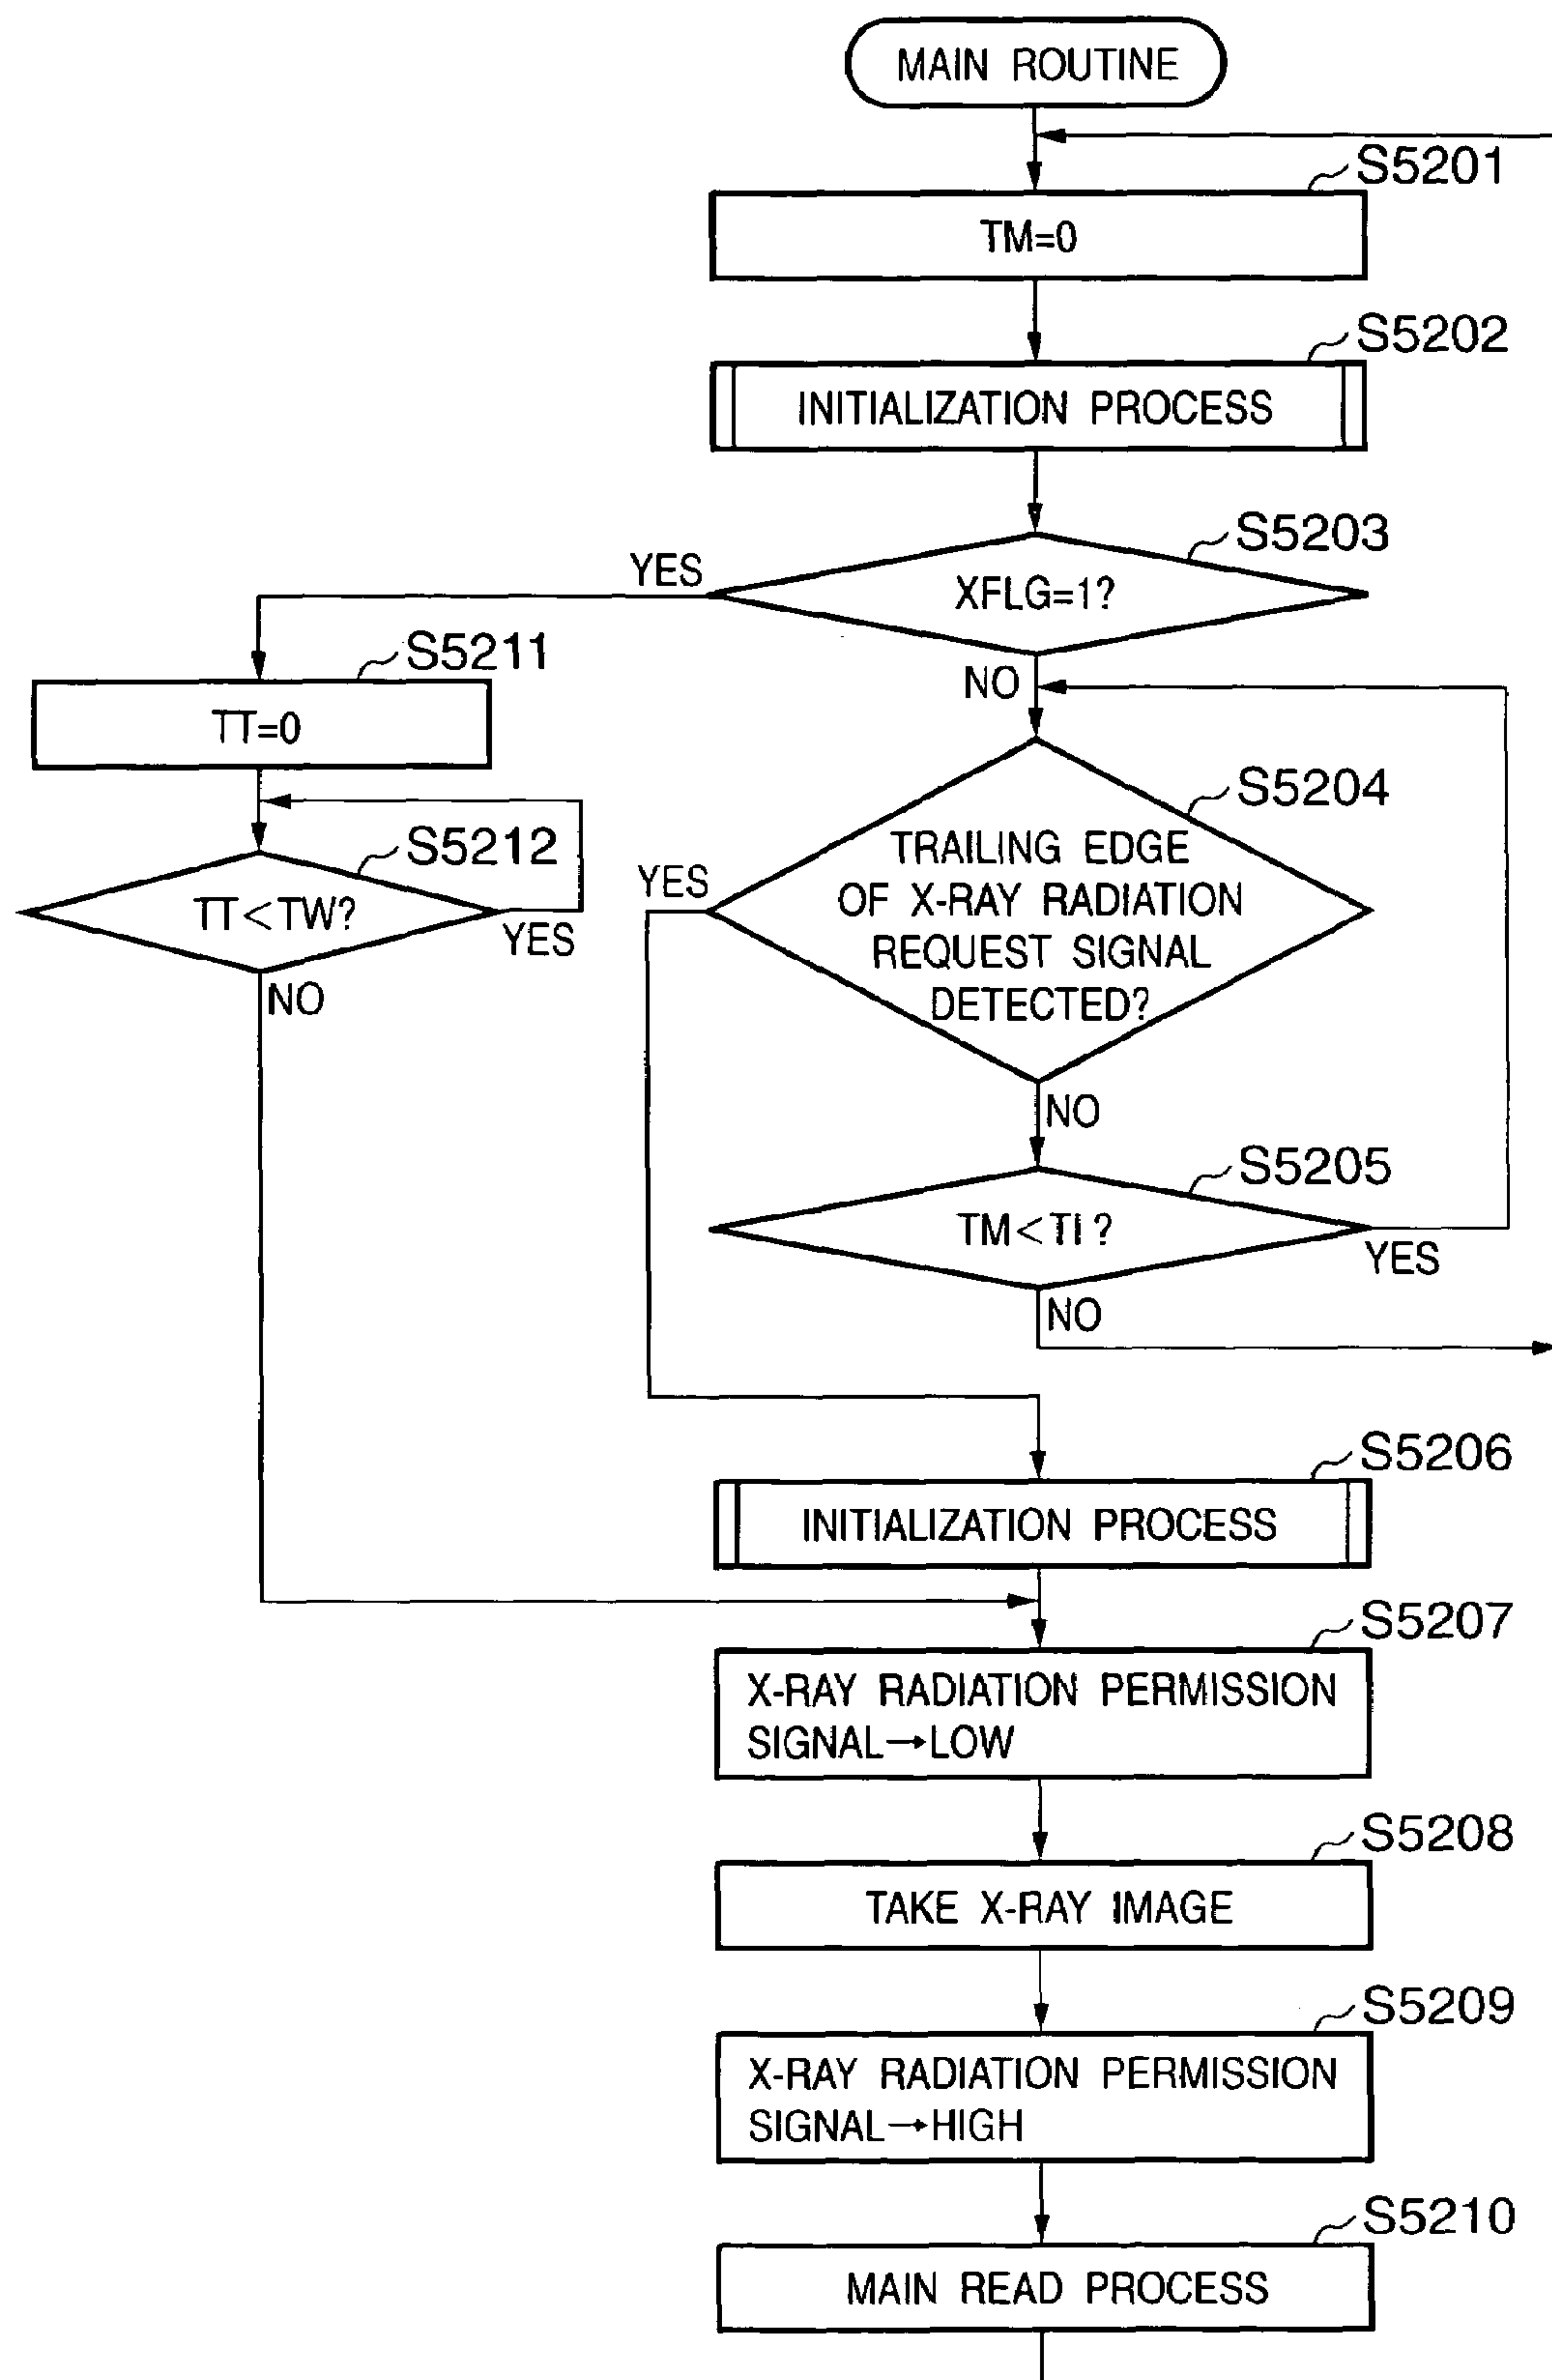 MAIN ROUTINE
S5201
TM=0
S5202
INITIALIZATION PROCESS
S5203
YES
XFLG=1?
S5211
NO
TT=0
S5204
S5212
TRAILING EDGE
YES
OF X-RAY RADIATION
TT<TW?
YES
REQUEST SIGNAL
NO
DETECTED?
NO
S5205
TM<TI?
YES
NO
S5206
INITIALIZATION PROCESS
S5207
X-RAY RADIATION PERMISSION
SIGNAL→LOW
S5208
TAKE X-RAY IMAGE
S5209
X-RAY RADIATION PERMISSION
SIGNAL→HIGH
S5210
MAIN READ PROCESS